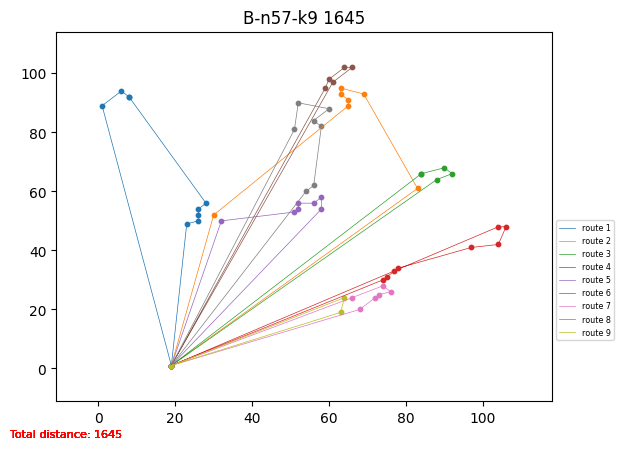 B-n57-k9 1645
100
80
60
40
20
0
0 20 40 60 80 100
route 1
route 2
route 3
route 4
route 5
route 6
route 7
route 8
route 9
Total distance: 1645